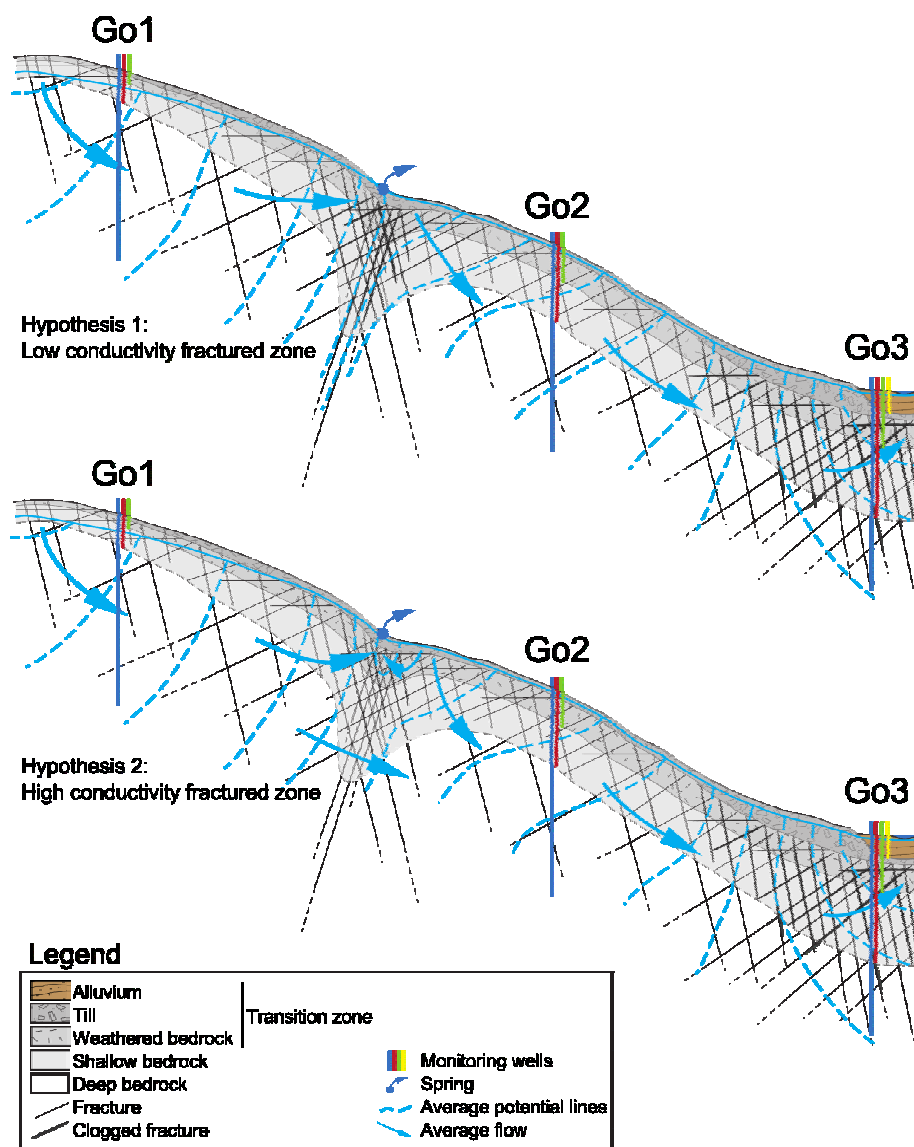 Go1
Go2
Hypothesis 1:
Low conductivity fractured zone
Go3
Go1
Go2
Hypothesis 2:
High conductivity fractured zone
Go3
Legend
Alluvium
Till
Transition zone
Weathered bedrock
Shallow bedrock
Monitoring wells
Deep bedrock
Spring
Fracture
Average potential lines
Clogged fracture
Average flow